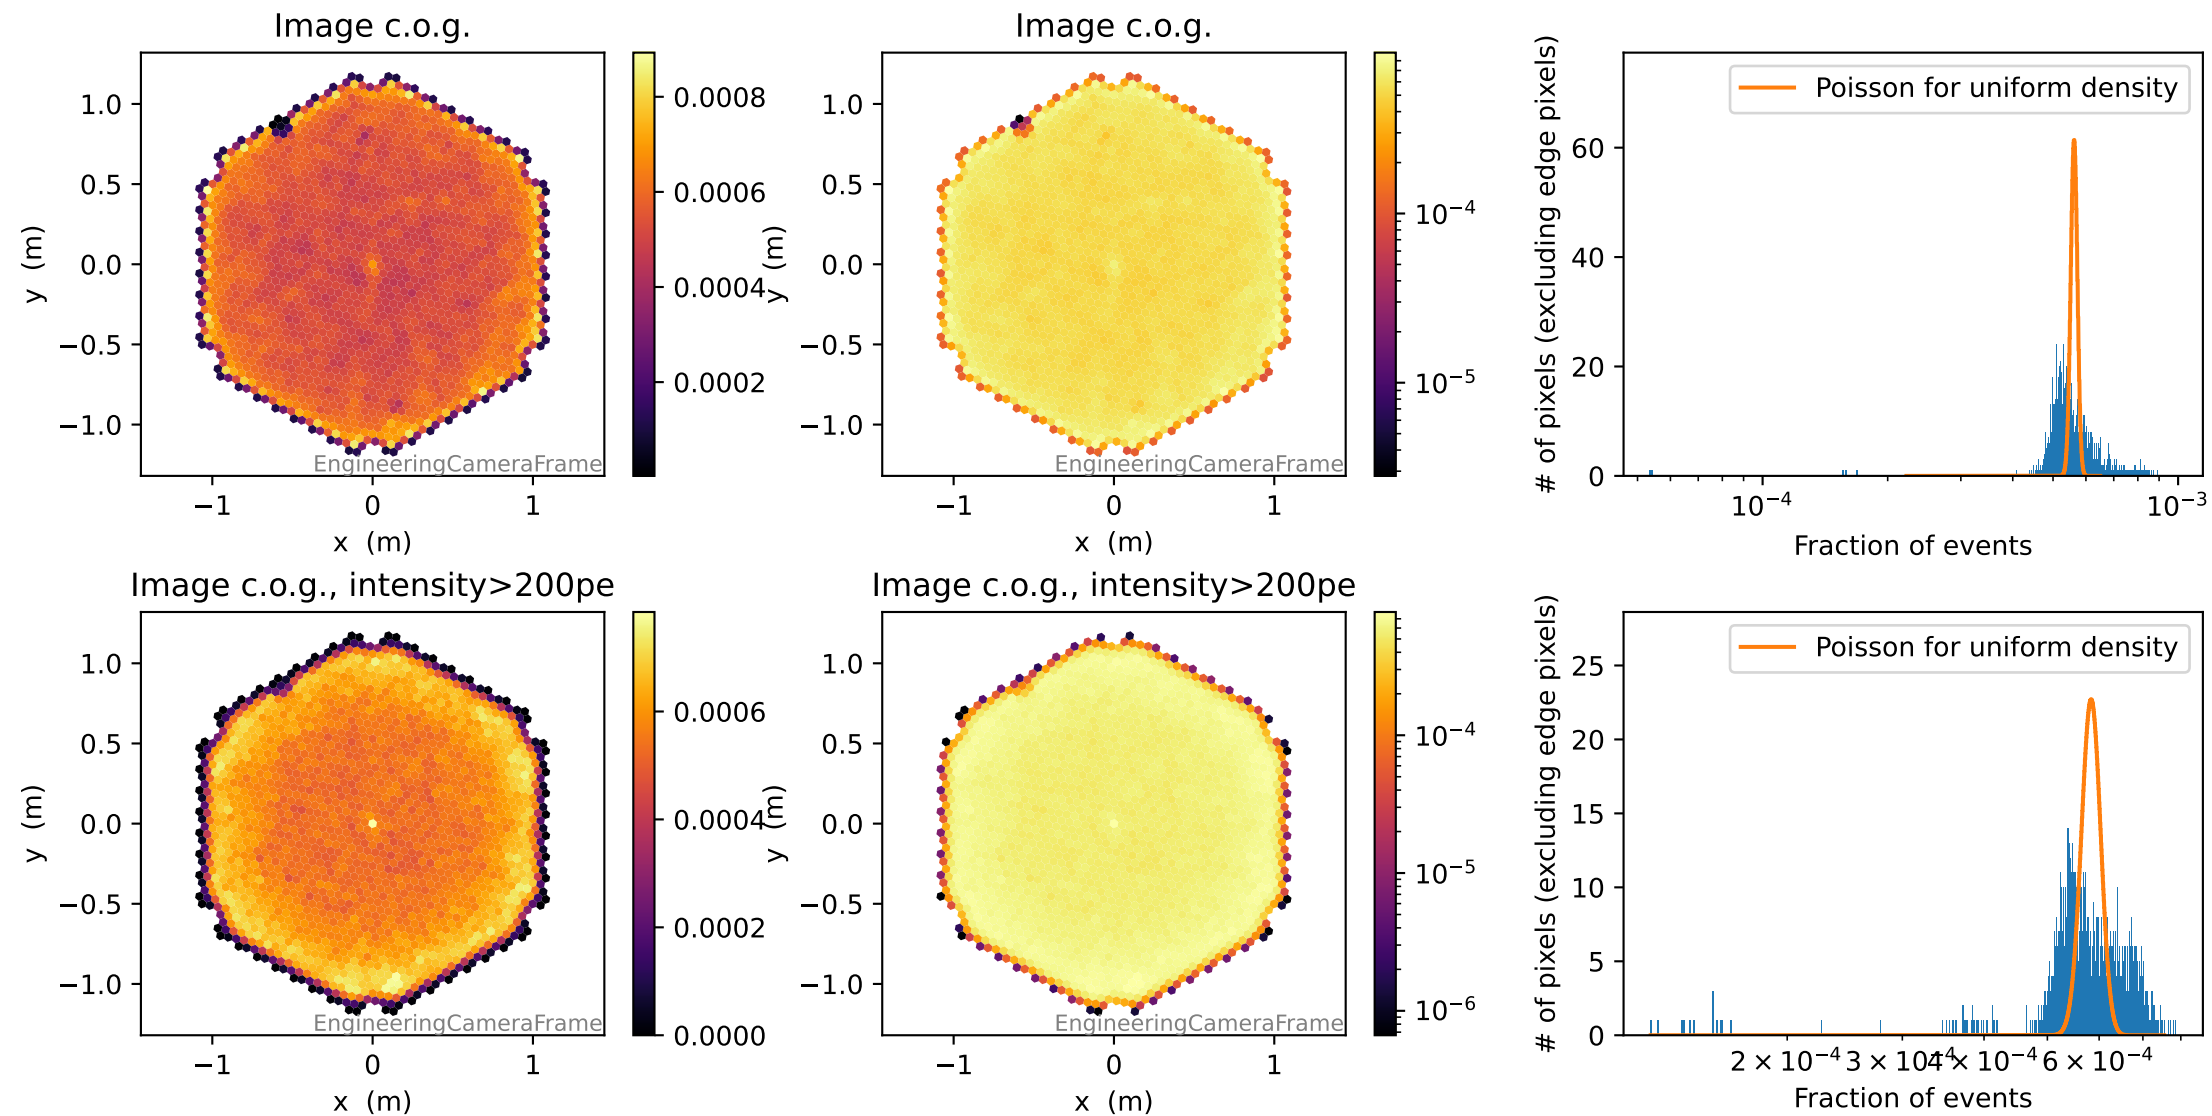 Image c.o.g.
1.0
0.5
0.0
−0.5
−1.0
y (m)
−1
0
1
x (m)
EngineeringCameraFrame
0.0008
0.0006
0.0004
0.0002
Image c.o.g.
1.0
0.5
0.0
−0.5
−1.0
y (m)
−1
0
1
x (m)
EngineeringCameraFrame
10⁻⁴
10⁻⁵
# of pixels (excluding edge pixels)
60
40
20
0
Poisson for uniform density
10⁻⁴
10⁻³
Fraction of events
Image c.o.g., intensity>200pe
1.0
0.5
0.0
−0.5
−1.0
y (m)
−1
0
1
x (m)
EngineeringCameraFrame
0.0006
0.0004
0.0002
0.0000
Image c.o.g., intensity>200pe
1.0
0.5
0.0
−0.5
−1.0
y (m)
−1
0
1
x (m)
EngineeringCameraFrame
10⁻⁴
10⁻⁵
10⁻⁶
# of pixels (excluding edge pixels)
25
20
15
10
5
0
Poisson for uniform density
2 × 10⁻⁴
3 × 10⁻⁴
4 × 10⁻⁴
6 × 10⁻⁴
Fraction of events